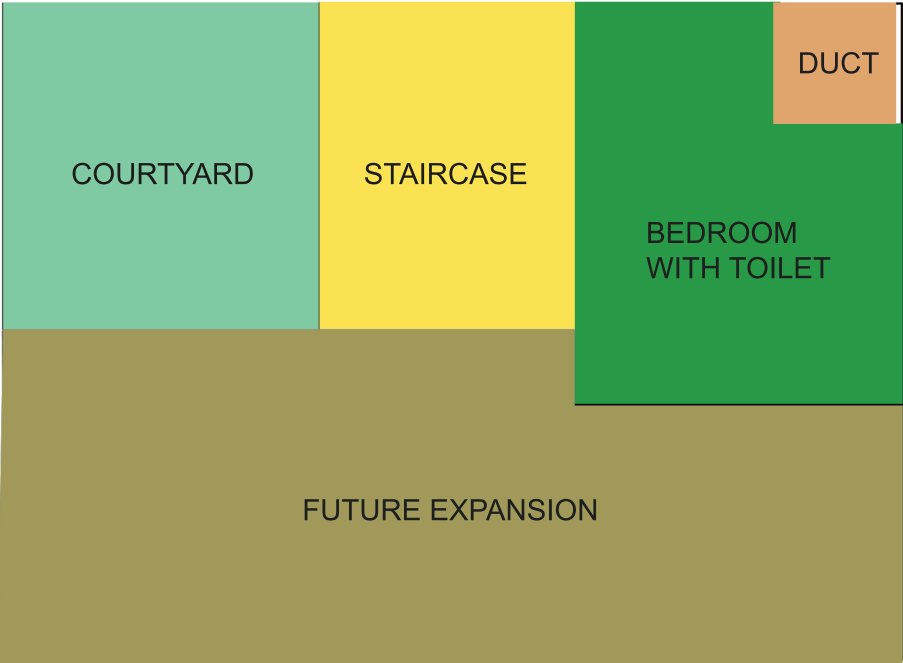 DUCT
COURTYARD
STAIRCASE
BEDROOM
WITH TOILET
FUTURE EXPANSION